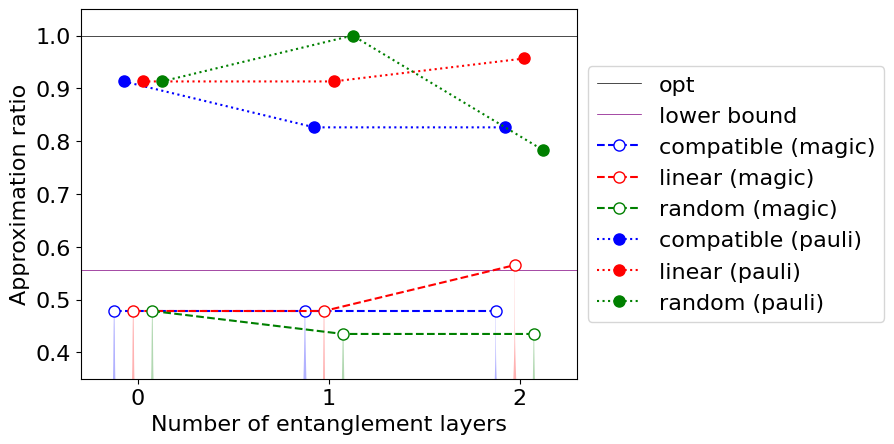 Approximation ratio
1.0
0.9
0.8
0.7
0.6
0.5
0.4
0 1 2
Number of entanglement layers
opt
lower bound
compatible (magic)
linear (magic)
random (magic)
compatible (pauli)
linear (pauli)
random (pauli)